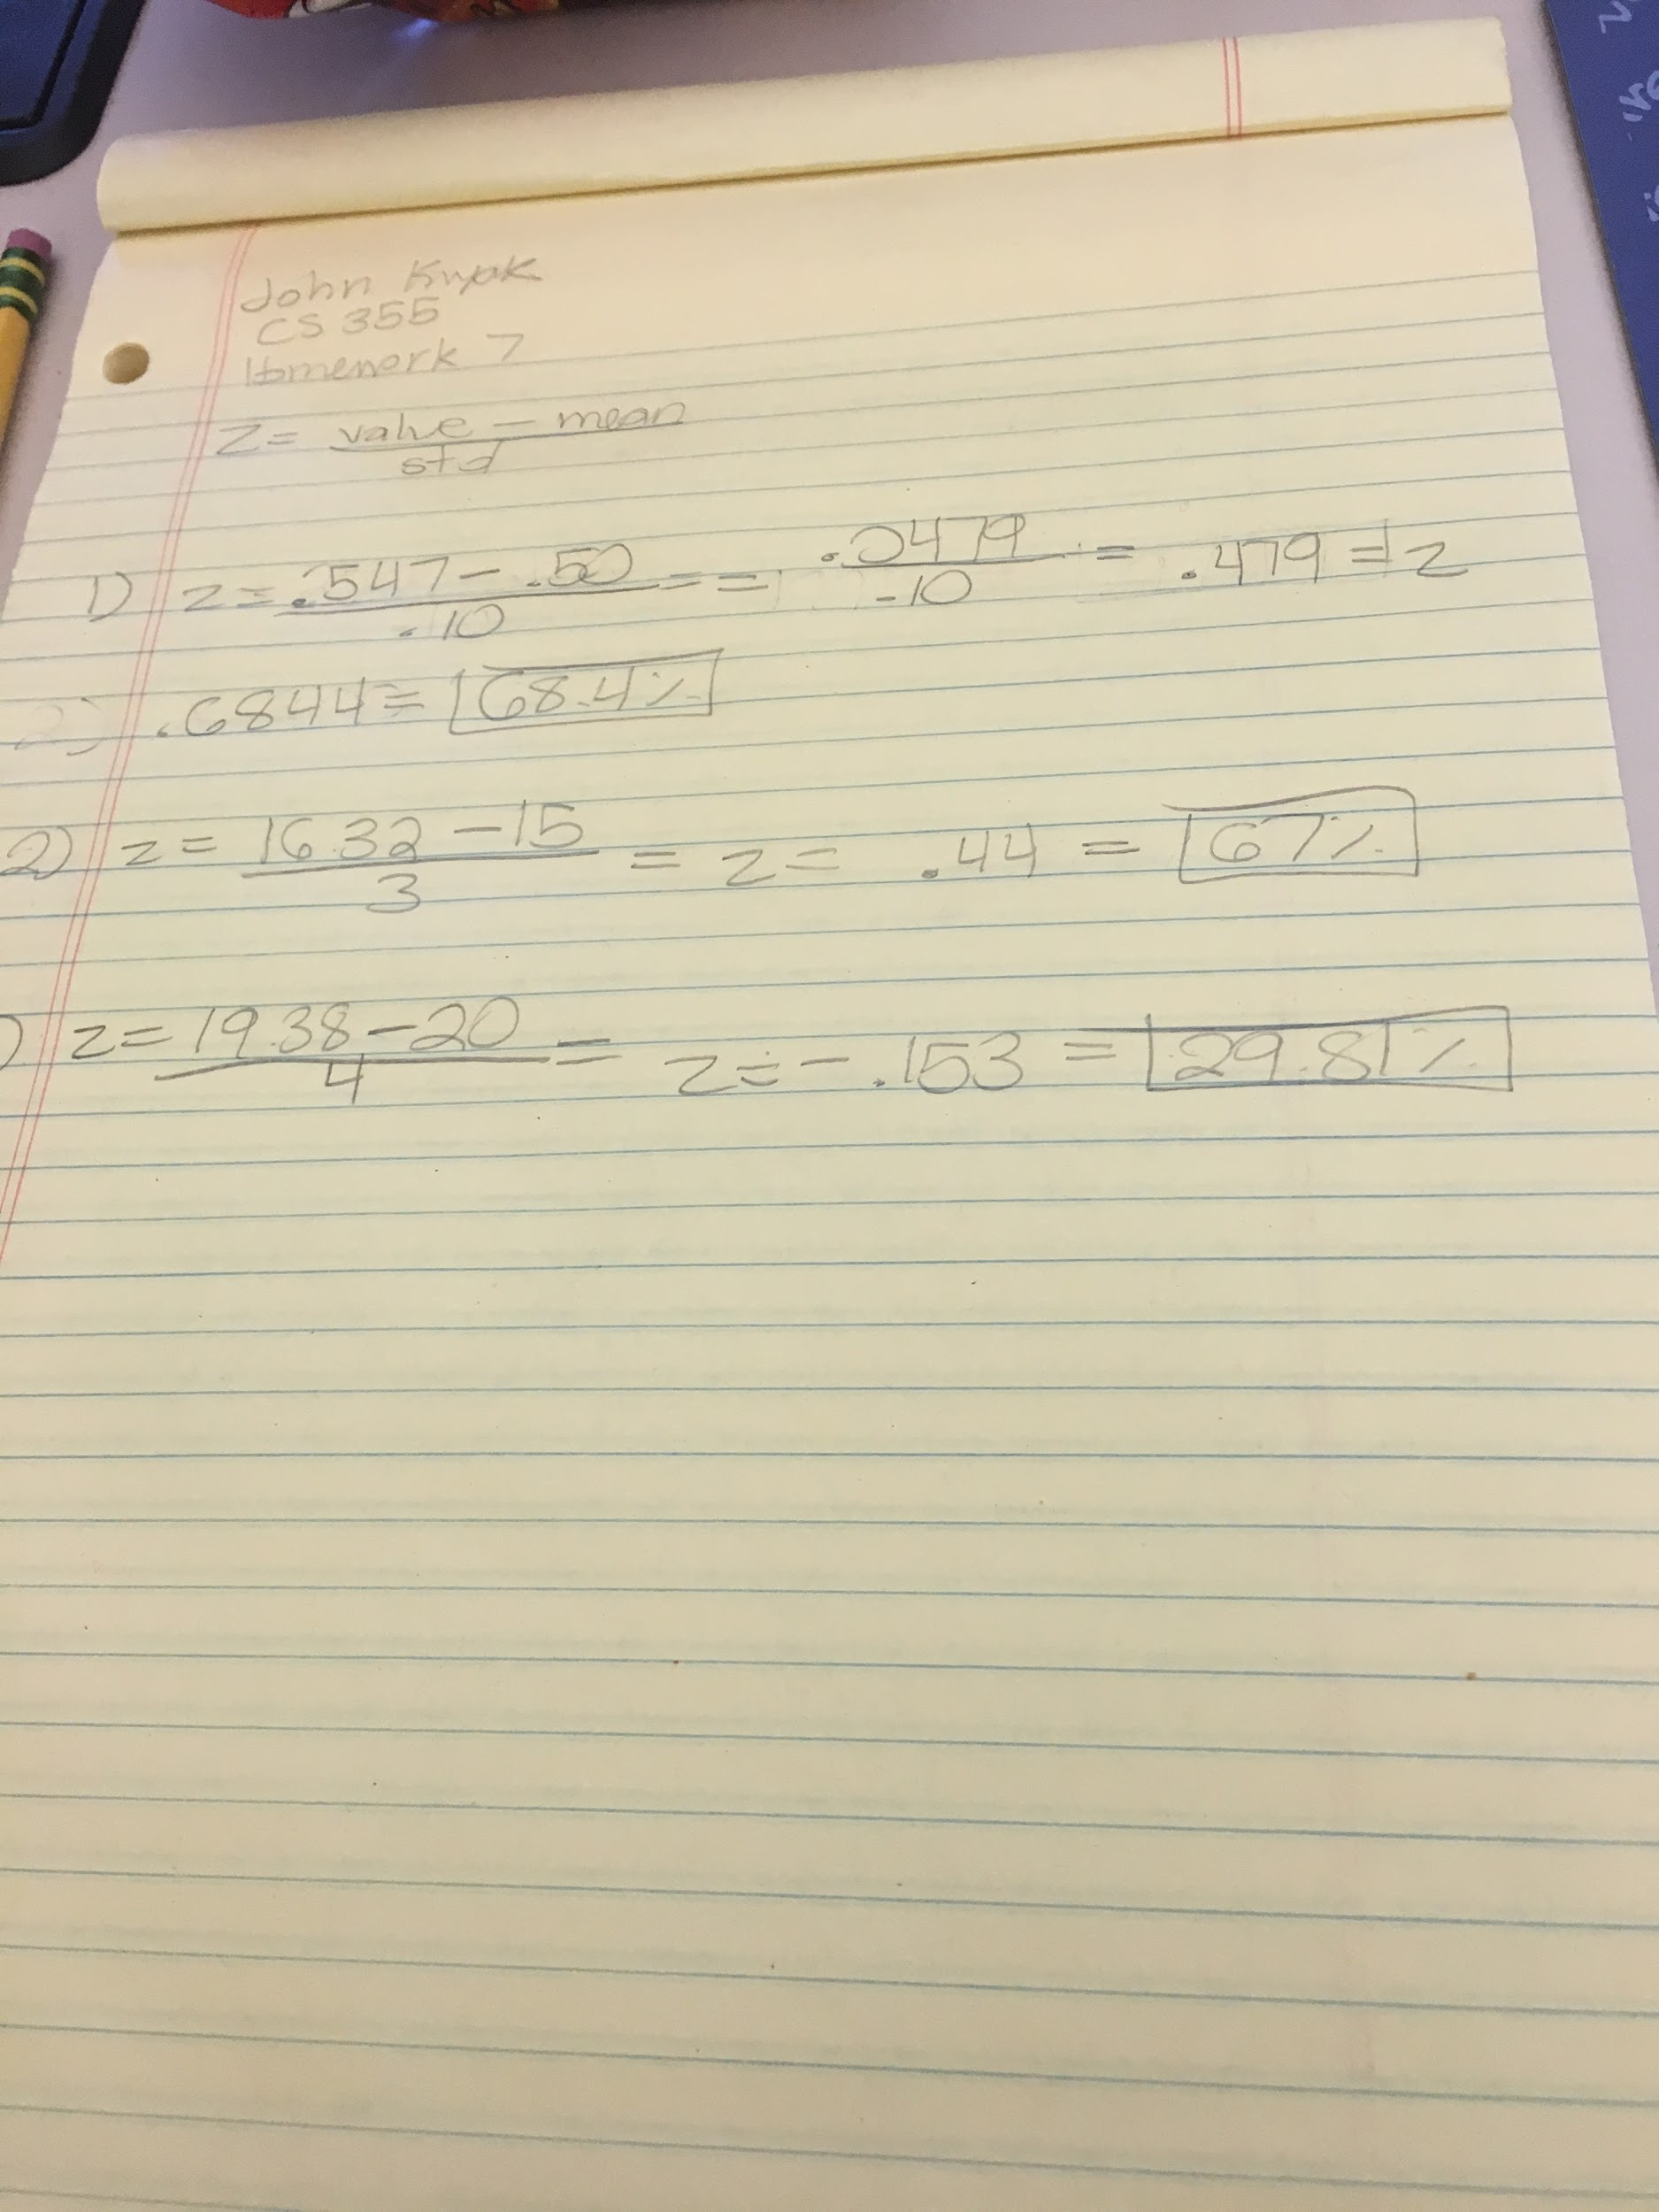 John Kwak
CS 355
Homework 7
z = value - mean
std
1) z = .547 - .50 = = .0479 = .479 = z
.10 .10
.6844 = 68.4%
2) z = 16.32 - 15 = z = .44 = 67%
3
) z = 19.38 - 20 = z = - .153 = 29.81%
4